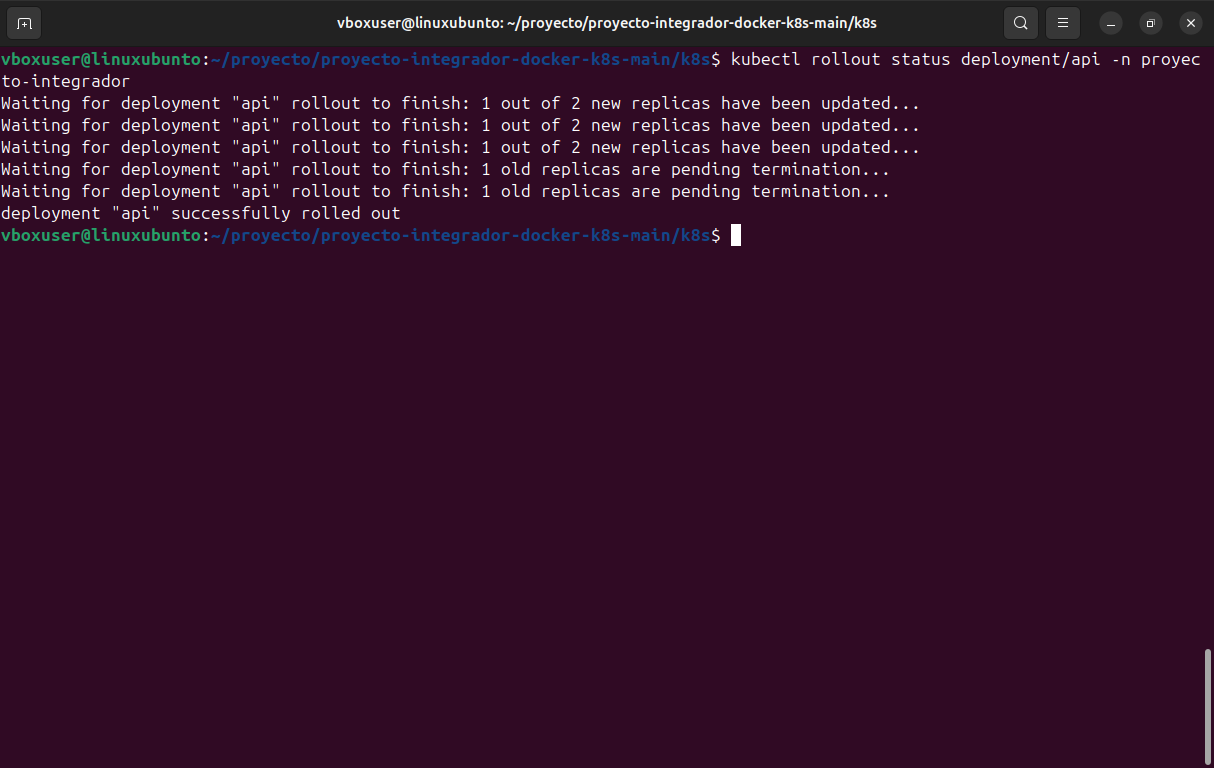 vboxuser@linuxubunto: ~/proyecto/proyecto-integrador-docker-k8s-main/k8s
vboxuser@linuxubunto:~/proyecto/proyecto-integrador-docker-k8s-main/k8s$ kubectl rollout status deployment/api -n proyec
to-integrador
Waiting for deployment "api" rollout to finish: 1 out of 2 new replicas have been updated...
Waiting for deployment "api" rollout to finish: 1 out of 2 new replicas have been updated...
Waiting for deployment "api" rollout to finish: 1 out of 2 new replicas have been updated...
Waiting for deployment "api" rollout to finish: 1 old replicas are pending termination...
Waiting for deployment "api" rollout to finish: 1 old replicas are pending termination...
deployment "api" successfully rolled out
vboxuser@linuxubunto:~/proyecto/proyecto-integrador-docker-k8s-main/k8s$